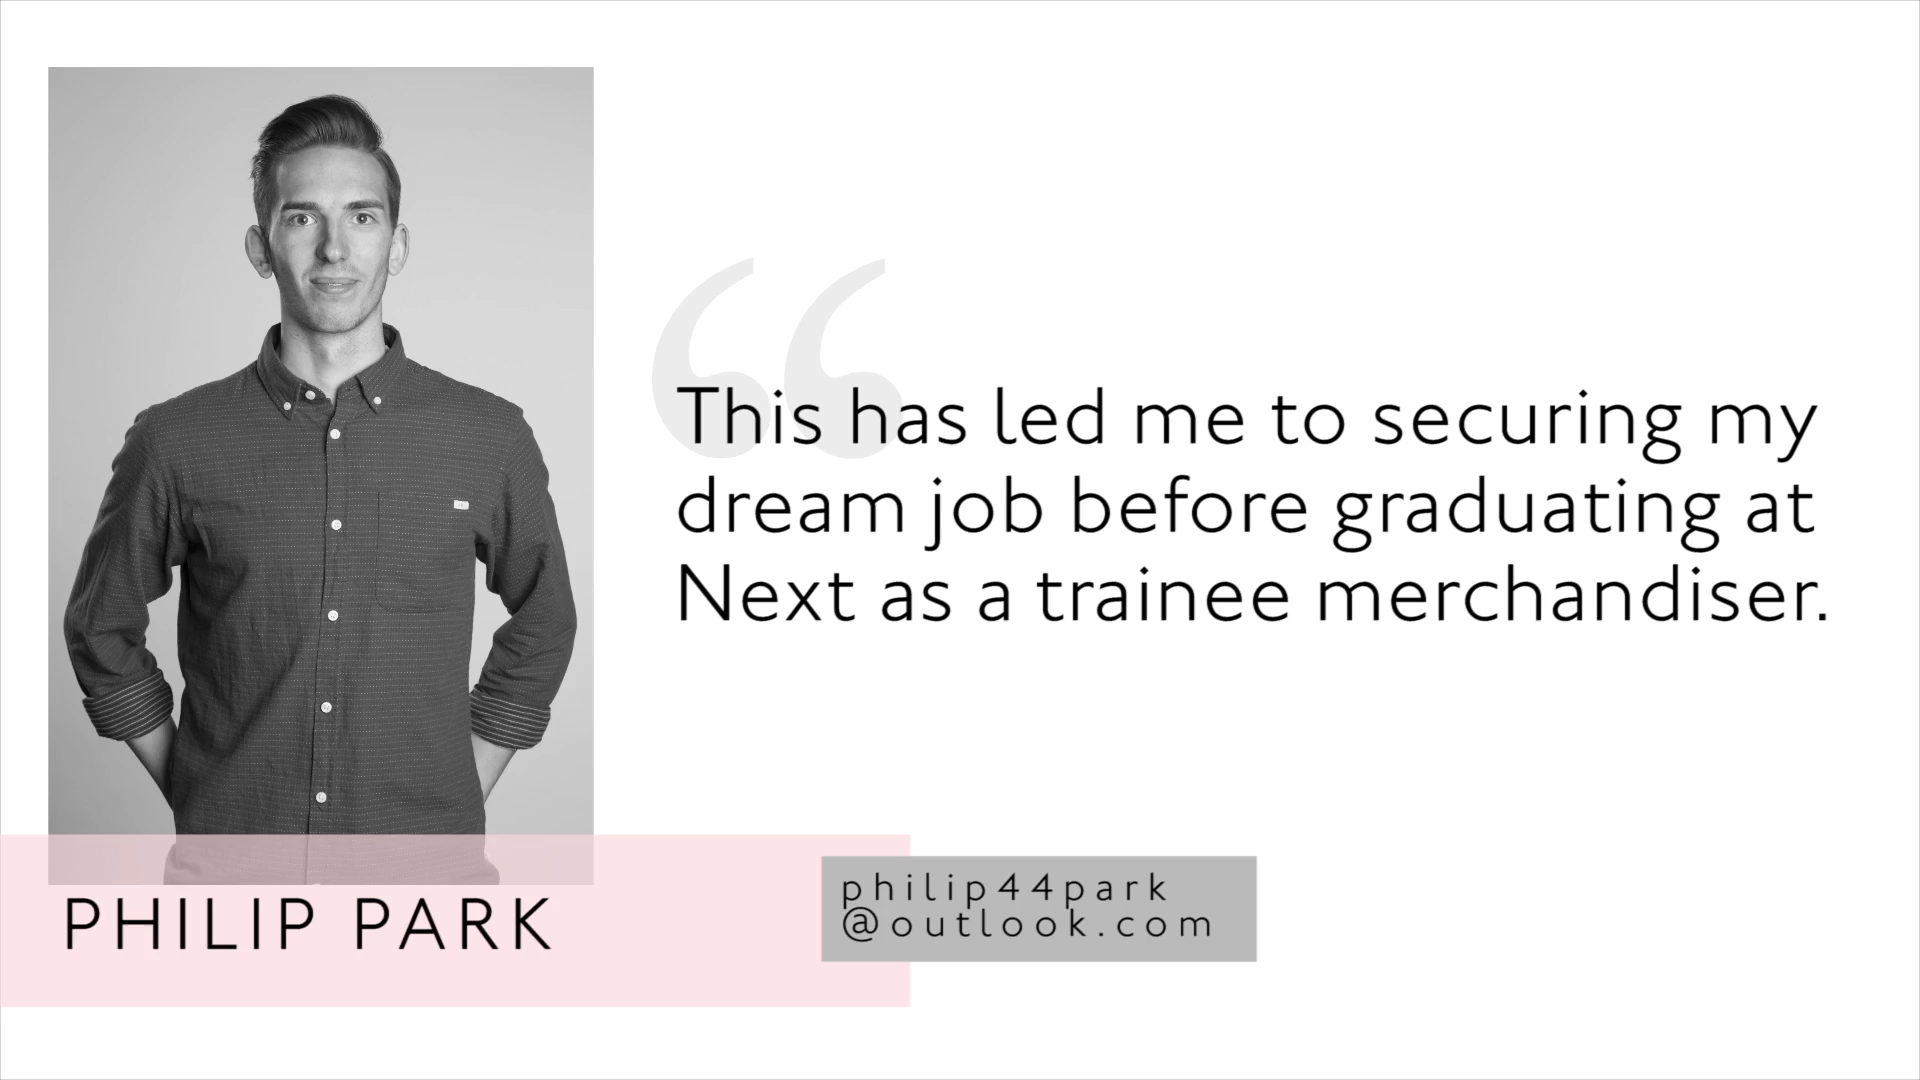 “
This has led me to securing my
dream job before graduating at
Next as a trainee merchandiser.
PHILIP PARK
philip44park
@outlook.com